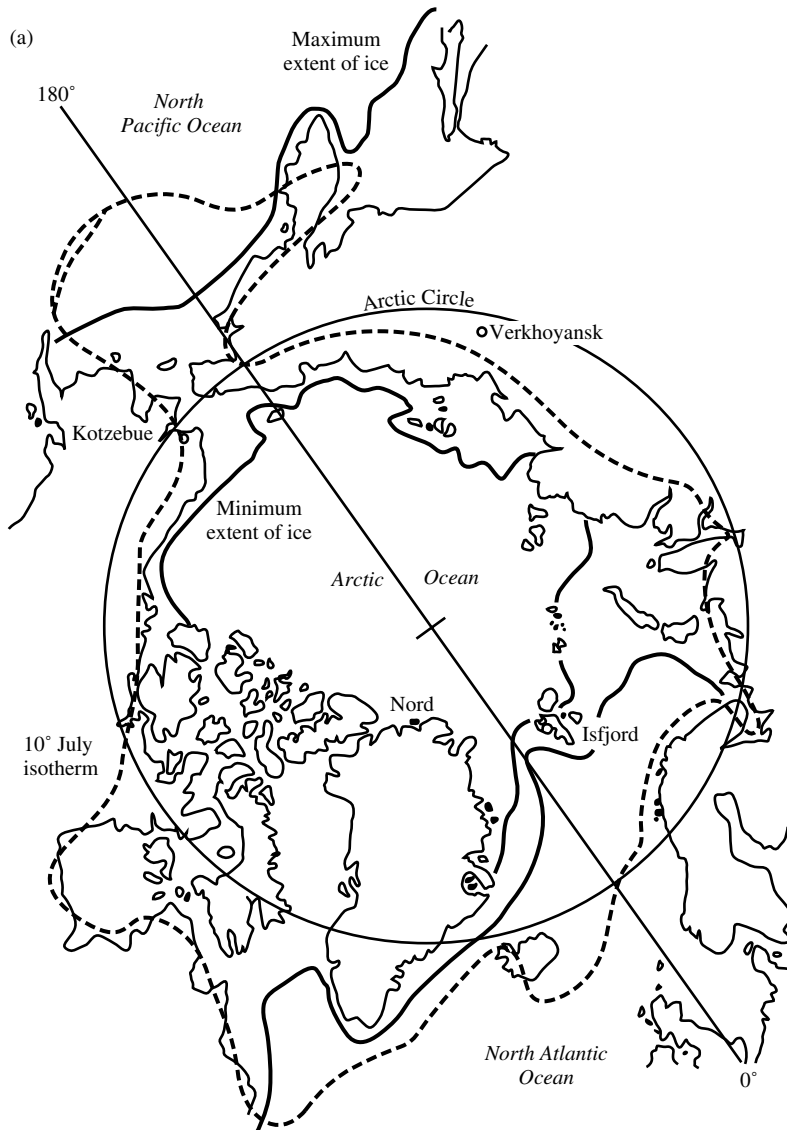 (a)
Maximum
extent of ice
180°
North
Pacific Ocean
Arctic Circle
Verkhoyansk
Kotzebue
Minimum
extent of ice
Arctic Ocean
Nord
Isfjord
10° July
isotherm
North Atlantic
Ocean
0°